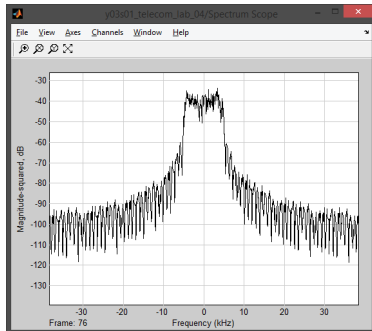 y03s01_telecom_lab_04/Spectrum Scope
File View Axes Channels Window Help
Magnitude-squared, dB
-30
-40
-50
-60
-70
-80
-90
-100
-110
-120
-130
-30 -20 -10 0 10 20 30
Frame: 76 Frequency (kHz)